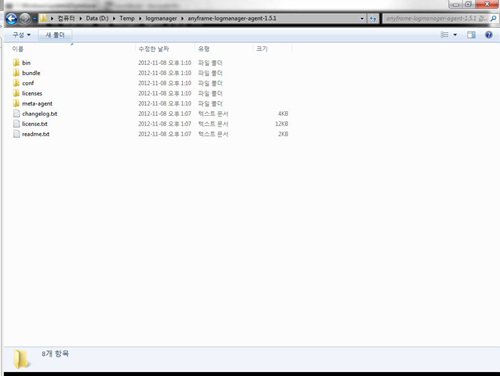 컴퓨터 ▸ Data (D:) ▸ Temp ▸ logmanager ▸ anyframe-logmanager-agent-1.5.1
anyframe-logmanager-agent-1.5.1 검색
구성 새 폴더
이름 수정한 날짜 유형 크기
bin 2012-11-08 오후 1:10 파일 폴더
bundle 2012-11-08 오후 1:10 파일 폴더
conf 2012-11-08 오후 1:10 파일 폴더
licenses 2012-11-08 오후 1:10 파일 폴더
meta-agent 2012-11-08 오후 1:10 파일 폴더
changelog.txt 2012-11-08 오후 1:07 텍스트 문서 4KB
license.txt 2012-11-08 오후 1:07 텍스트 문서 12KB
readme.txt 2012-11-08 오후 1:07 텍스트 문서 2KB
8개 항목